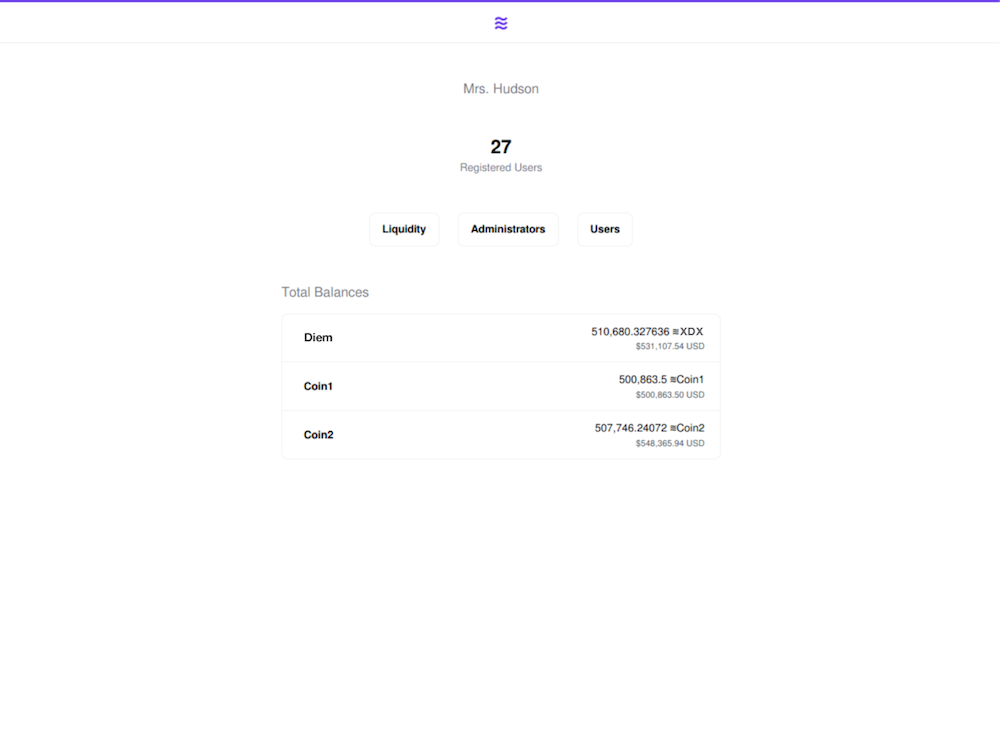 Mrs. Hudson
27
Registered Users
Liquidity Administrators Users
Total Balances
Diem 510,680.327636 ≋XDX
$531,107.54 USD
Coin1 500,863.5 ≋Coin1
$500,863.50 USD
Coin2 507,746.24072 ≋Coin2
$548,365.94 USD